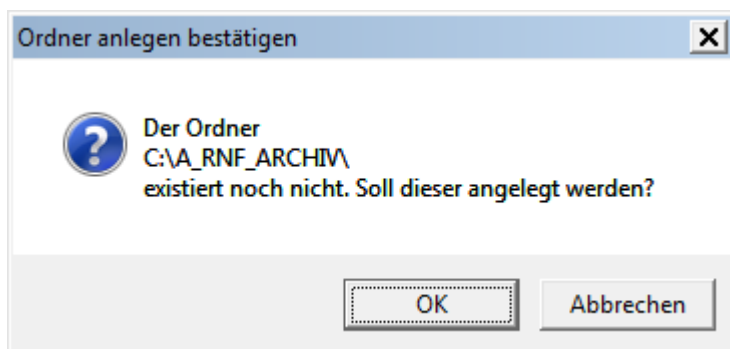 Ordner anlegen bestätigen
Der Ordner
C:\A_RNF_ARCHIV\
existiert noch nicht. Soll dieser angelegt werden?
OK
Abbrechen